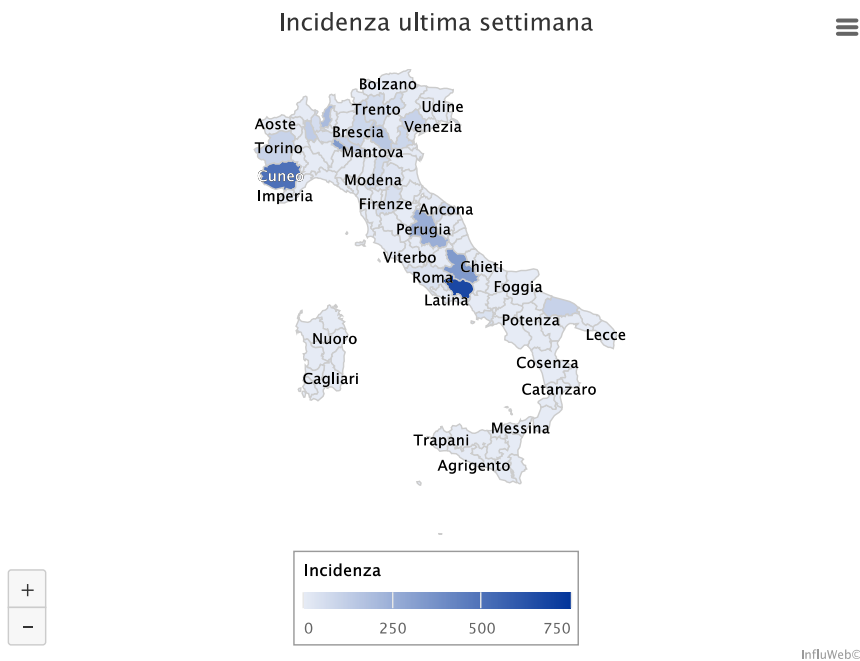 Incidenza ultima settimana
Bolzano
Trento
Udine
Aoste
Brescia
Venezia
Torino
Mantova
Cuneo
Modena
Imperia
Firenze
Ancona
Perugia
Viterbo
Chieti
Roma
Foggia
Latina
Potenza
Lecce
Nuoro
Cosenza
Cagliari
Catanzaro
Messina
Trapani
Agrigento
Incidenza
0 250 500 750
+
−
InfluWeb©